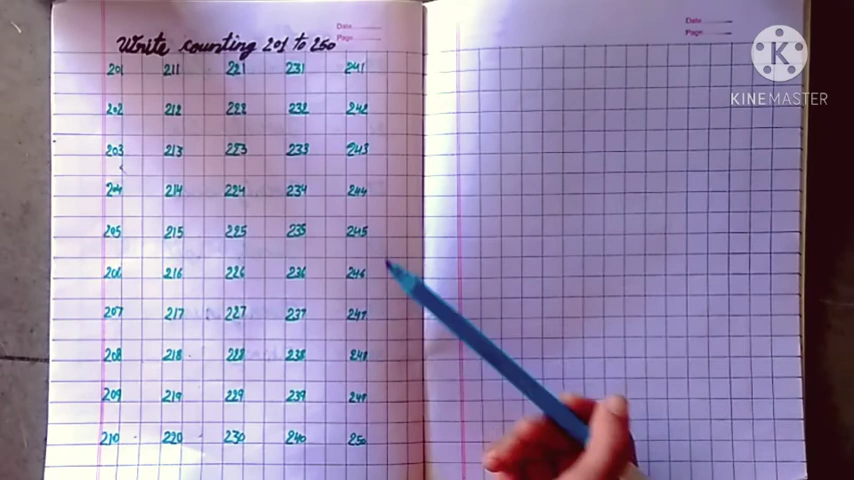 Date
Page
Write counting 201 to 250
201 211 221 231 241
202 212 222 232 242
203 213 223 233 243
204 214 224 234 244
205 215 225 235 245
206 216 226 236 246
207 217 227 237 247
208 218 228 238 248
209 219 229 239 249
210 220 230 240 250
Date
Page
K
KINEMASTER